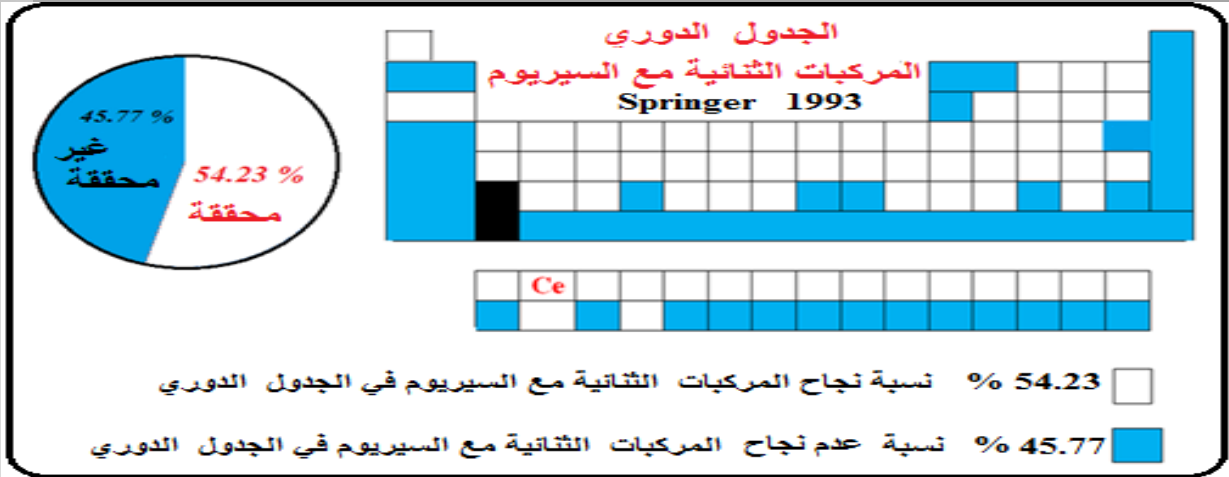 الجدول الدوري
المركبات الثنائية مع السيريوم
Springer 1993
45.77 %
غير
محققة
54.23 %
محققة
Ce
54.23 % نسبة نجاح المركبات الثنائية مع السيريوم في الجدول الدوري
45.77 % نسبة عدم نجاح المركبات الثنائية مع السيريوم في الجدول الدوري